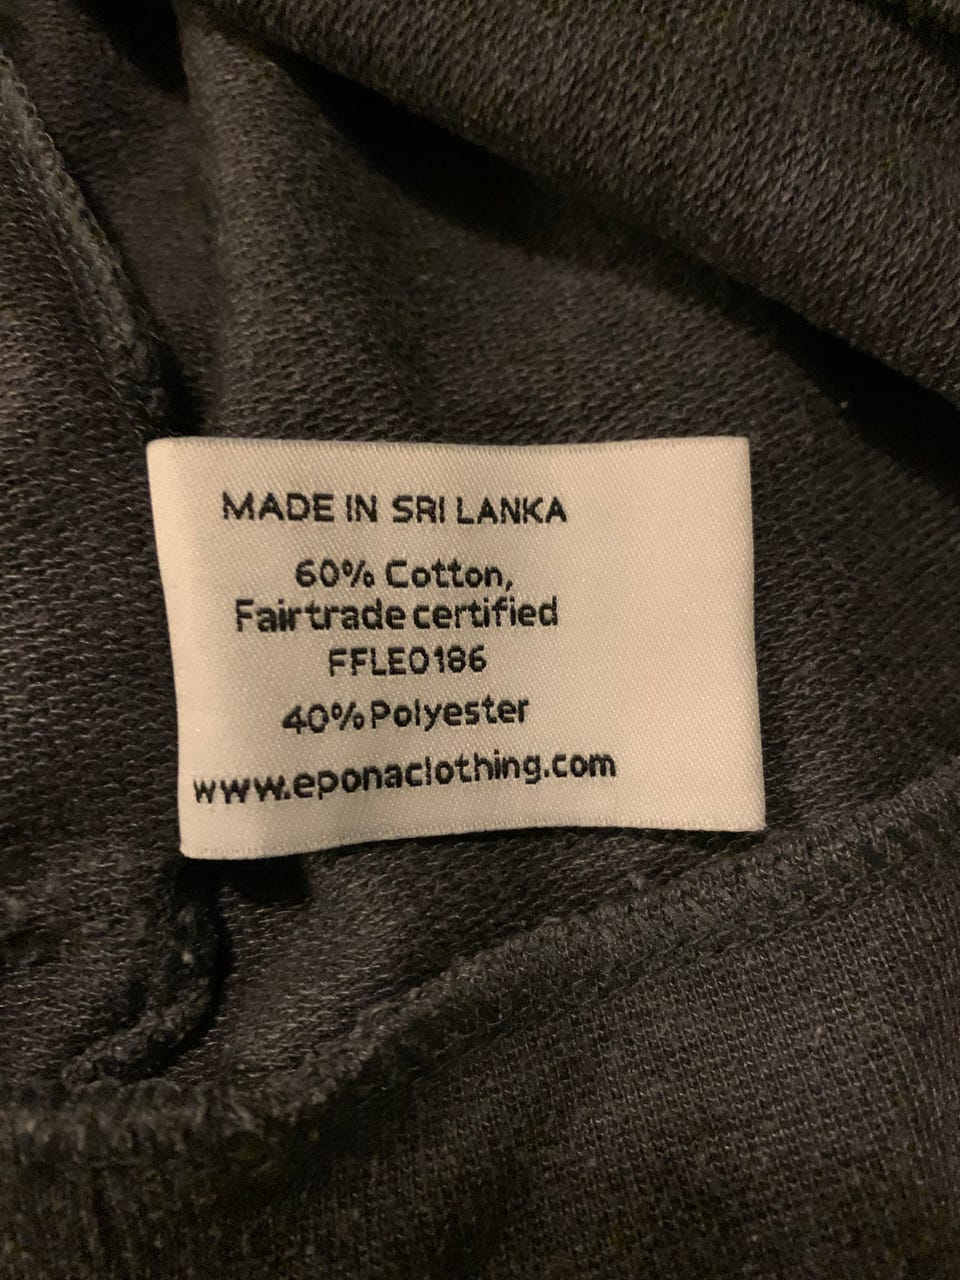 MADE IN SRI LANKA
60% Cotton,
Fairtrade certified
FFLE0186
40% Polyester
www.eponaclothing.com